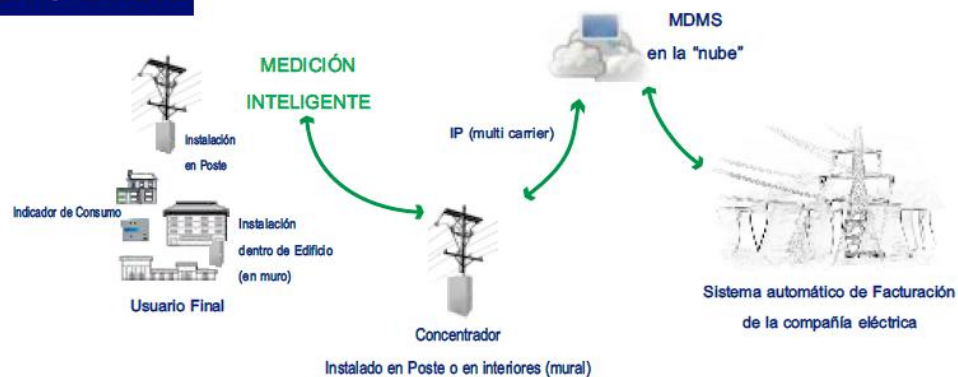 MEDICIÓN
INTELIGENTE
MDMS
en la "nube"
IP (multi carrier)
Instalación
en Poste
Indicador de Consumo
Instalación
dentro de Edificio
(en muro)
Usuario Final
Concentrador
Instalado en Poste o en interiores (mural)
Sistema automático de Facturación
de la compañía eléctrica